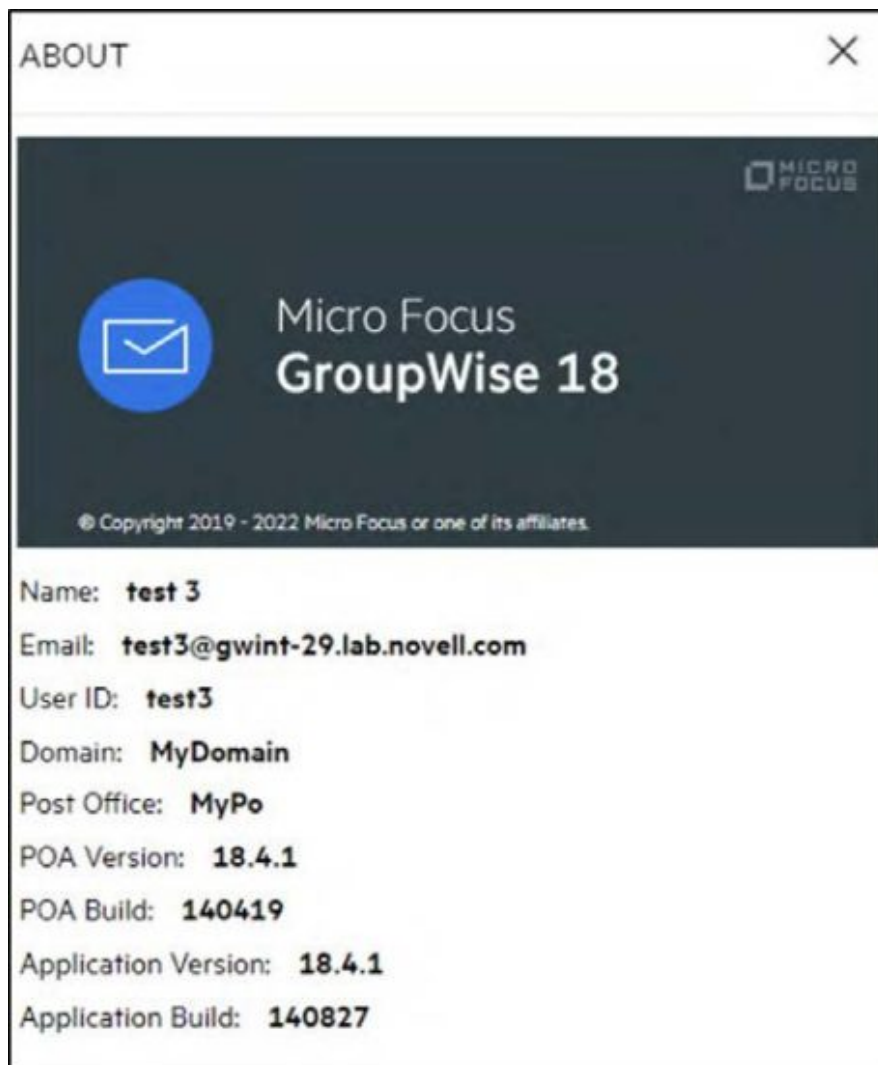 ABOUT
MICRO
FOCUS
Micro Focus
GroupWise 18
© Copyright 2019 - 2022 Micro Focus or one of its affiliates.
Name: test 3
Email: test3@gwint-29.lab.novell.com
User ID: test3
Domain: MyDomain
Post Office: MyPo
POA Version: 18.4.1
POA Build: 140419
Application Version: 18.4.1
Application Build: 140827